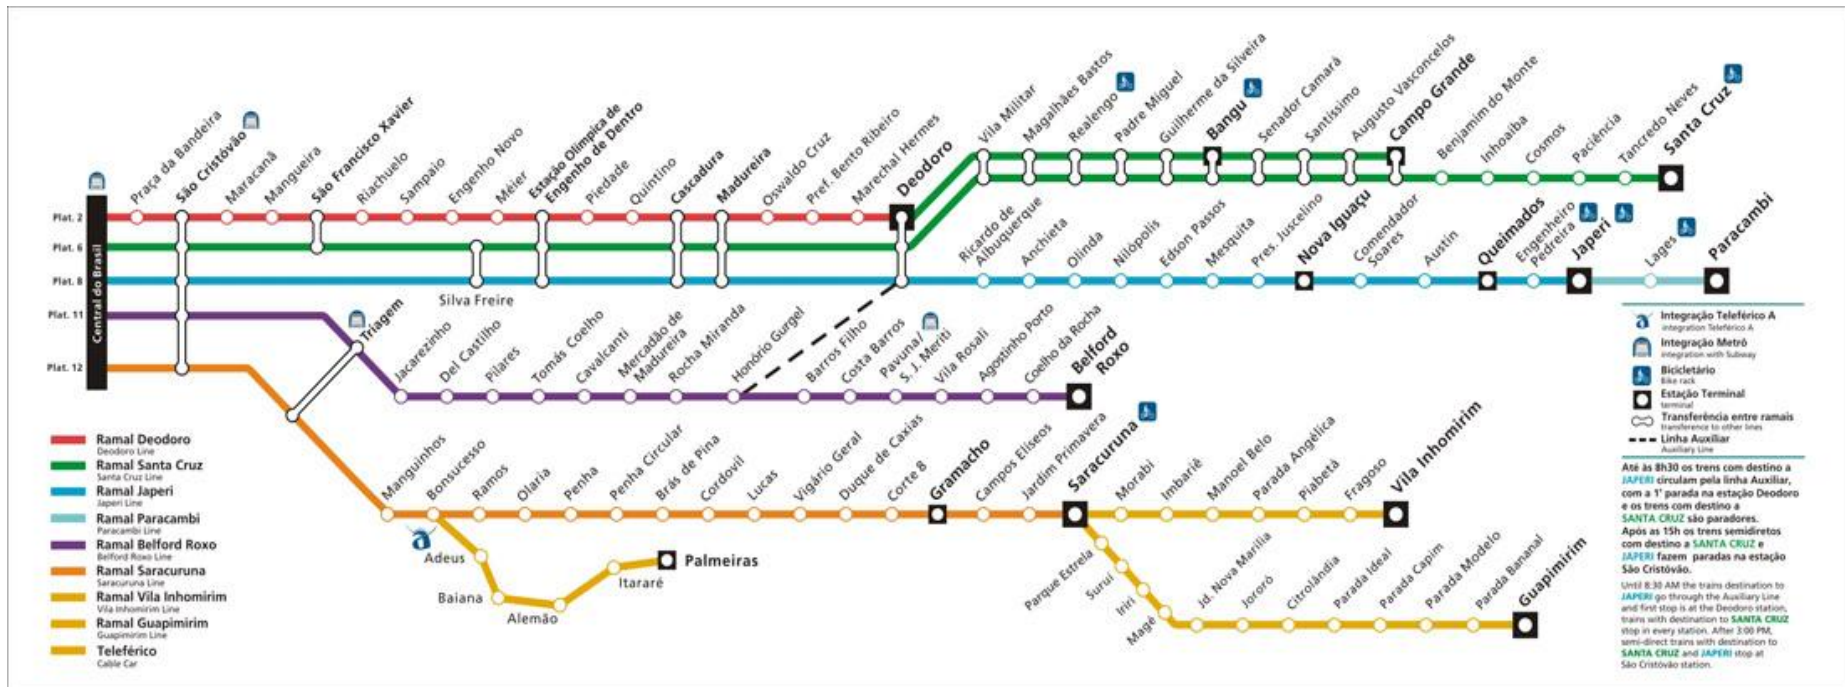 Praça da Bandeira
São Cristóvão
Maracanã
Mangueira
São Francisco Xavier
Riachuelo
Sampaio
Engenho Novo
Méier
Estação Olímpica de
Engenho de Dentro
Piedade
Quintino
Cascadura
Madureira
Oswaldo Cruz
Pref. Bento Ribeiro
Marechal Hermes
Deodoro
Vila Militar
Magalhães Bastos
Realengo
Padre Miguel
Guilherme da Silveira
Bangu
Senador Camará
Santíssimo
Augusto Vasconcelos
Campo Grande
Benjamim do Monte
Inhoaíba
Cosmos
Paciência
Tancredo Neves
Santa Cruz
Central do Brasil
Plat. 2
Plat. 6
Plat. 8
Plat. 11
Plat. 12
Silva Freire
Ricardo de
Albuquerque
Anchieta
Olinda
Nilópolis
Edson Passos
Mesquita
Pres. Juscelino
Nova Iguaçu
Comendador
Soares
Austin
Queimados
Engenheiro
Pedreira
Japeri
Lages
Paracambi
Triagem
Jacarezinho
Del Castilho
Pilares
Tomás Coelho
Cavalcanti
Mercadão de
Madureira
Rocha Miranda
Honório Gurgel
Barros Filho
Costa Barros
Pavuna/
S. J. Meriti
Vila Rosali
Agostinho Porto
Coelho da Rocha
Belford
Roxo
Manguinhos
Bonsucesso
Ramos
Olaria
Penha
Penha Circular
Brás de Pina
Cordovil
Lucas
Vigário Geral
Duque de Caxias
Corte 8
Gramacho
Campos Elíseos
Jardim Primavera
Saracuruna
Morabi
Imbariê
Manoel Belo
Parada Angélica
Piabetá
Fragoso
Vila Inhomirim
Adeus
Baiana
Alemão
Itararé
Palmeiras
Parque Estrela
Suruí
Iriri
Magé
Jd. Nova Marília
Jororó
Citrolândia
Parada Ideal
Parada Capim
Parada Modelo
Parada Bananal
Guapimirim
Ramal Deodoro
Deodoro Line
Ramal Santa Cruz
Santa Cruz Line
Ramal Japeri
Japeri Line
Ramal Paracambi
Paracambi Line
Ramal Belford Roxo
Belford Roxo Line
Ramal Saracuruna
Saracuruna Line
Ramal Vila Inhomirim
Vila Inhomirim Line
Ramal Guapimirim
Guapimirim Line
Teleférico
Cable Car
Integração Teleférico A
integration Teleférico A
Integração Metrô
integration with Subway
Bicicletário
Bike rack
Estação Terminal
terminal
Transferência entre ramais
transference to other lines
Linha Auxiliar
Auxiliary Line
Até às 8h30 os trens com destino a
JAPERI circulam pela linha Auxiliar,
com a 1ª parada na estação Deodoro
e os trens com destino a
SANTA CRUZ são paradores.
Após as 15h os trens semidiretos
com destino a SANTA CRUZ e
JAPERI fazem paradas na estação
São Cristóvão.
Until 8:30 AM the trains destination to
JAPERI go through the Auxiliary Line
and first stop is at the Deodoro station,
trains with destination to SANTA CRUZ
stop in every station. After 3:00 PM,
semi-direct trains with destination to
SANTA CRUZ and JAPERI stop at
São Cristóvão station.